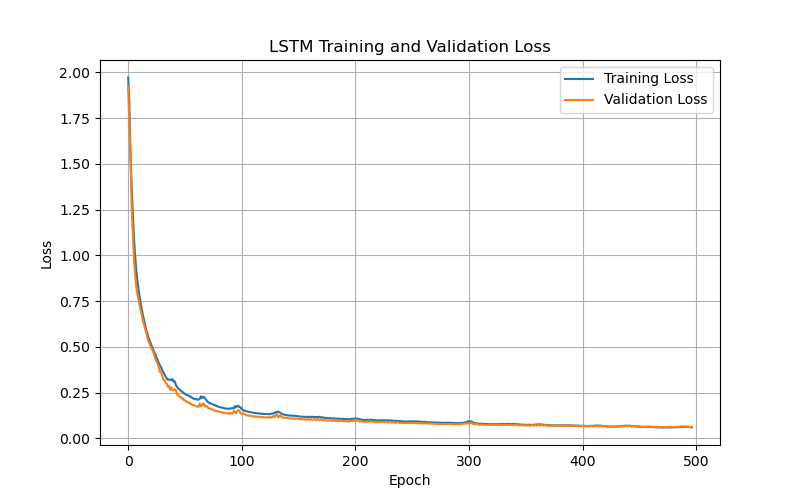 LSTM Training and Validation Loss
Training Loss
Validation Loss
2.00
1.75
1.50
1.25
1.00
0.75
0.50
0.25
0.00
Loss
0 100 200 300 400 500
Epoch